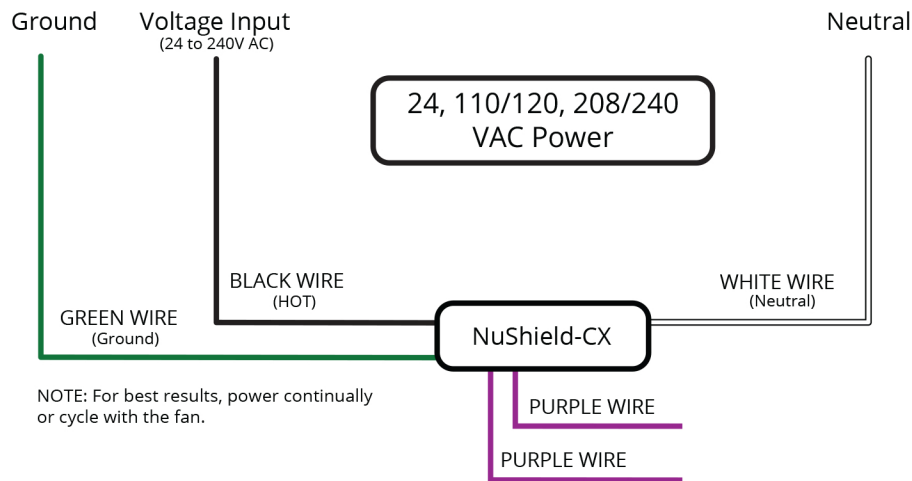 Ground
Voltage Input
(24 to 240V AC)
Neutral
24, 110/120, 208/240
VAC Power
BLACK WIRE
(HOT)
WHITE WIRE
(Neutral)
GREEN WIRE
(Ground)
NuShield-CX
NOTE: For best results, power continually
or cycle with the fan.
PURPLE WIRE
PURPLE WIRE